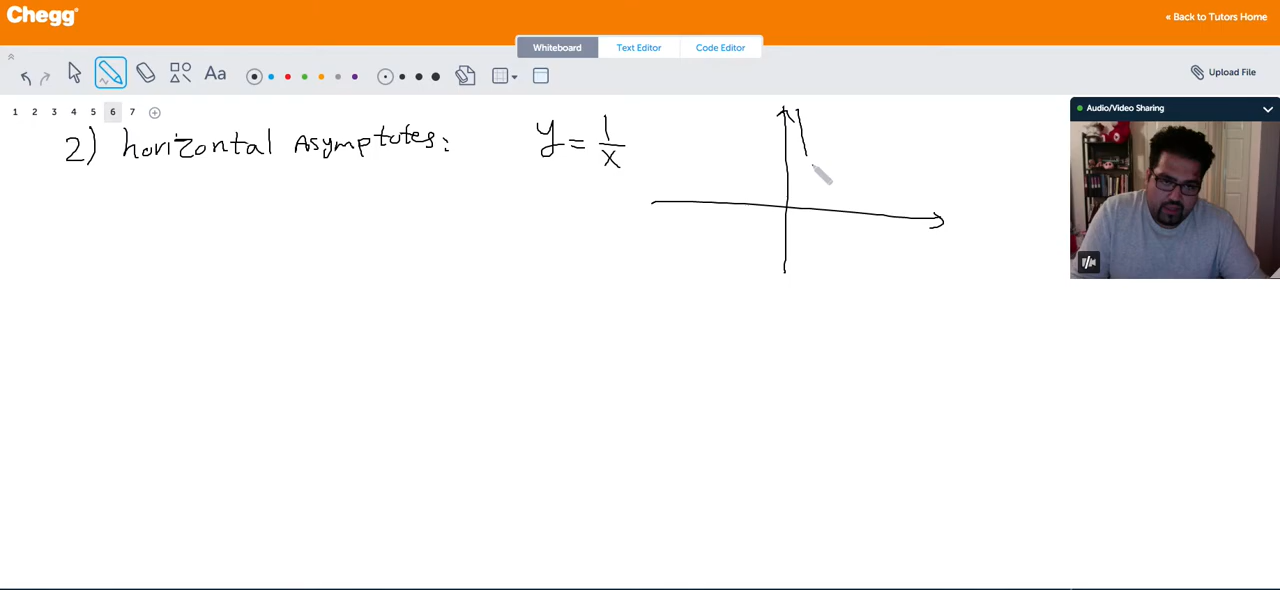 Chegg
« Back to Tutors Home
Whiteboard Text Editor Code Editor
Aa
Upload File
1 2 3 4 5 6 7
Audio/Video Sharing
2) horizontal Asymptotes: y = 1/x